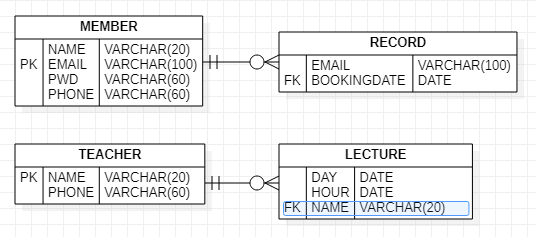 MEMBER
NAME VARCHAR(20)
PK EMAIL VARCHAR(100)
PWD VARCHAR(60)
PHONE VARCHAR(60)
RECORD
EMAIL VARCHAR(100)
FK BOOKINGDATE DATE
TEACHER
PK NAME VARCHAR(20)
PHONE VARCHAR(60)
LECTURE
DAY DATE
HOUR DATE
FK NAME VARCHAR(20)